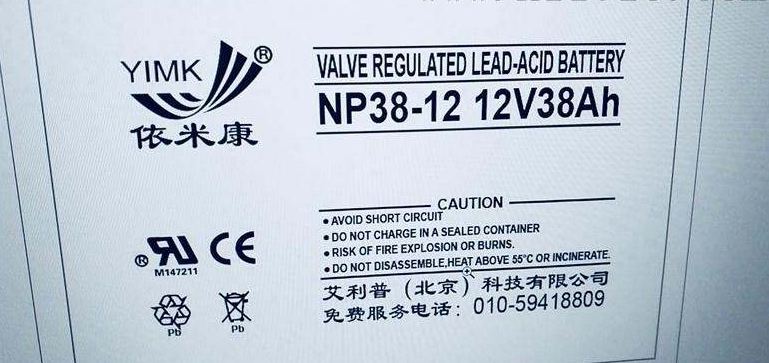 YIMK ®
依米康
VALVE REGULATED LEAD-ACID BATTERY
NP38-12 12V38Ah
CAUTION
• AVOID SHORT CIRCUIT
• DO NOT CHARGE IN A SEALED CONTAINER
• RISK OF FIRE EXPLOSION OR BURNS.
• DO NOT DISASSEMBLE,HEAT ABOVE 55°C OR INCINERATE.
艾利普（北京）科技有限公司
免费服务电话：010-59418809
® RU CE
M147211
Pb Pb